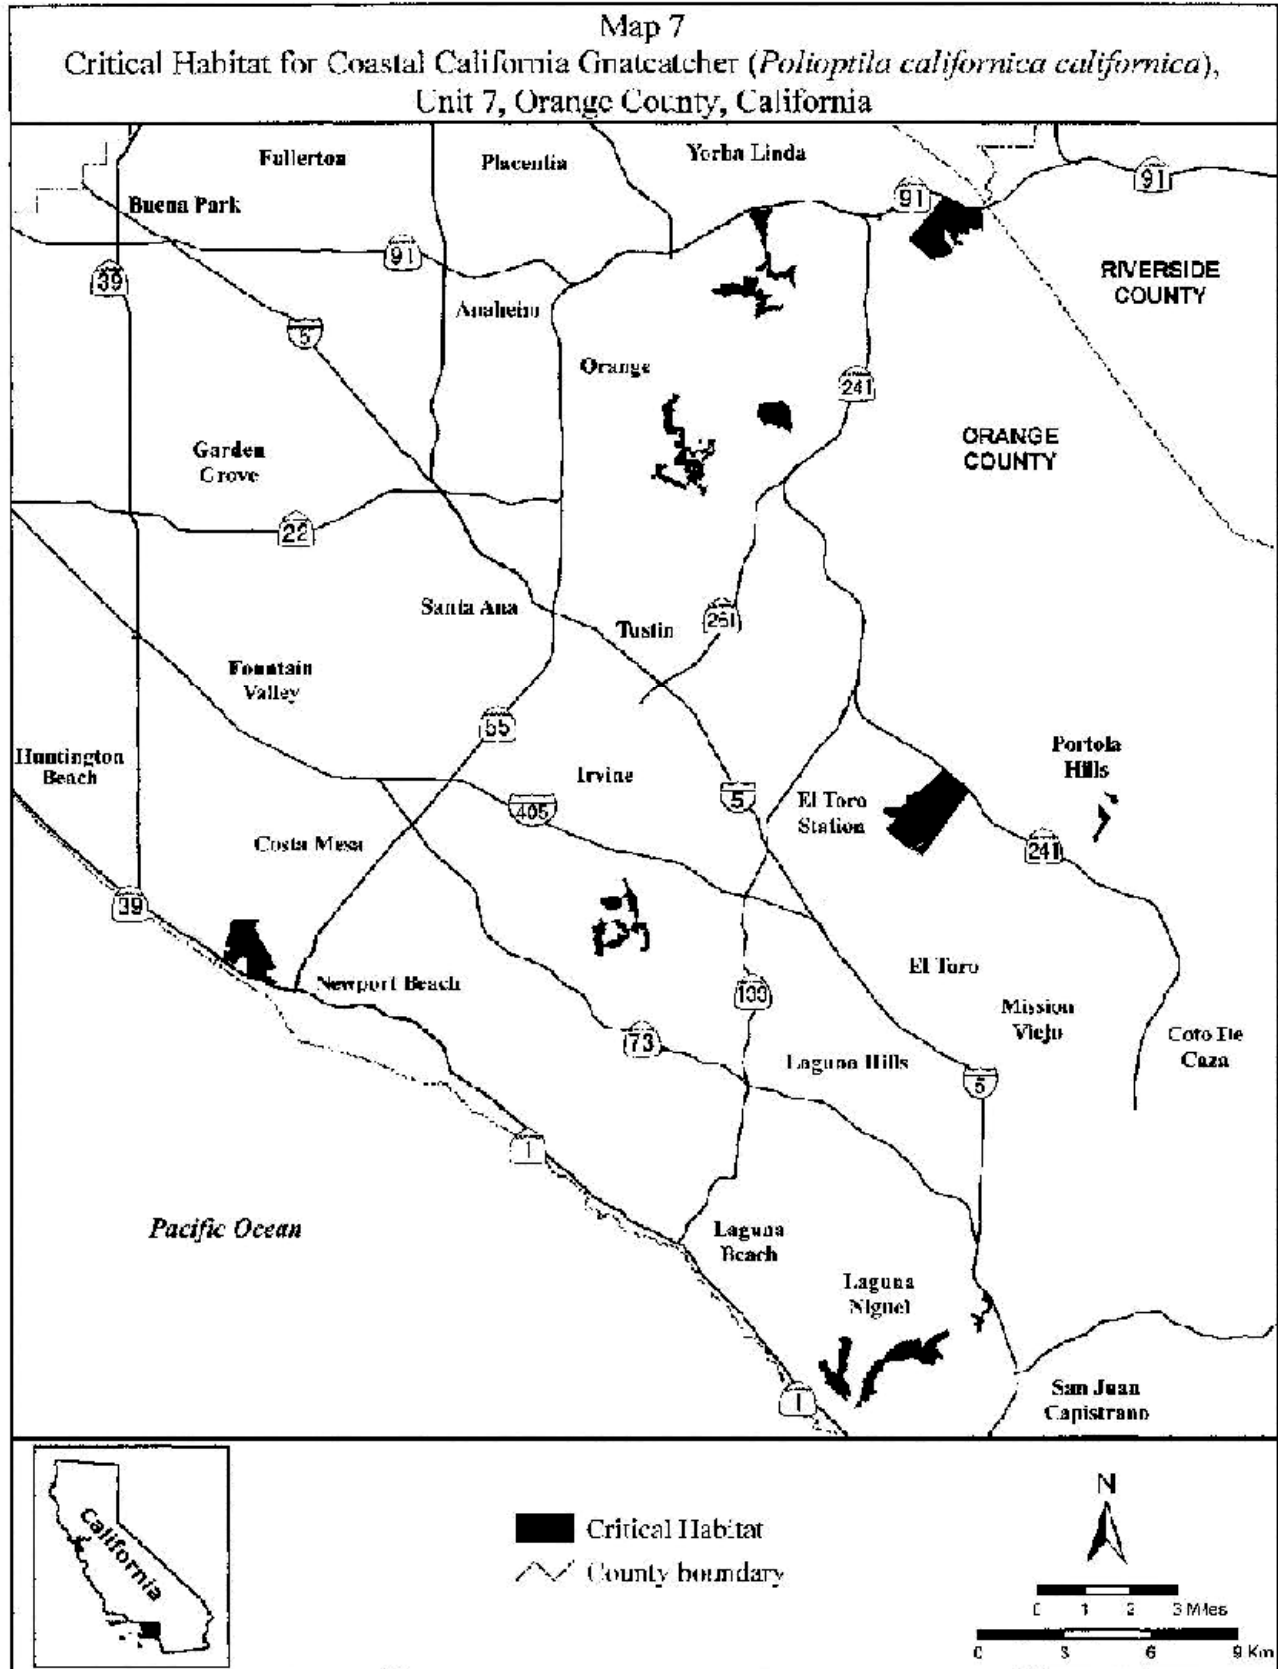 Map 7
Critical Habitat for Coastal California Gnatcatcher (Polioptila californica californica),
Unit 7, Orange County, California
Fullerton
Placentia
Yorba Linda
91
91
Buena Park
91
39
RIVERSIDE
COUNTY
Anaheim
5
Orange
241
ORANGE
COUNTY
Garden
Grove
22
Santa Ana
Tustin
261
Fountain
Valley
55
Huntington
Beach
Irvine
Portola
Hills
5
El Toro
Station
405
Costa Mesa
241
39
El Toro
Newport Beach
133
Mission
Viejo
Coto De
Caza
73
Laguna Hills
5
1
Pacific Ocean
Laguna
Beach
Laguna
Niguel
1
San Juan
Capistrano
California
Critical Habitat
County boundary
N
0 1 2 3 Miles
0 3 6 9 Km